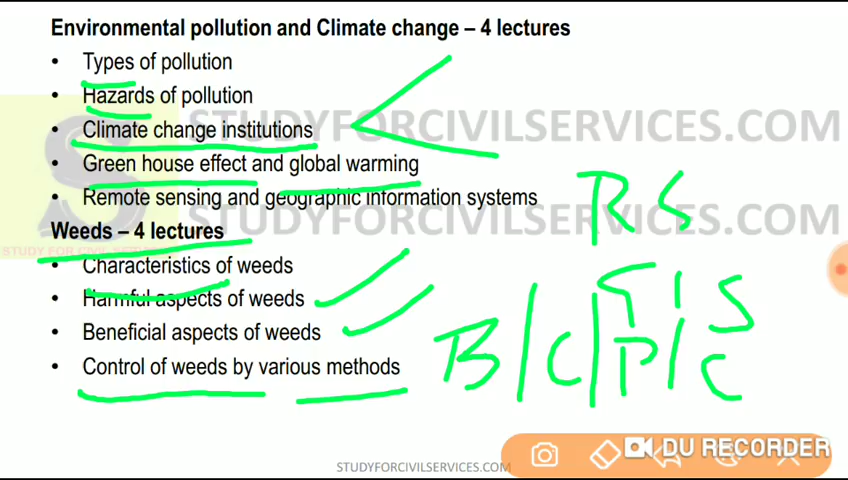 Environmental pollution and Climate change – 4 lectures
• Types of pollution
• Hazards of pollution
STUDYFORCIVILSERVICES.COM
• Climate change institutions
• Green house effect and global warming
• Remote sensing and geographic information systems
RS
STUDYFORCIVILSERVICES.COM
Weeds – 4 lectures
• Characteristics of weeds
• Harmful aspects of weeds
GIS
• Beneficial aspects of weeds
• Control of weeds by various methods
B/C/P/C
DU RECORDER
STUDYFORCIVILSERVICES.COM